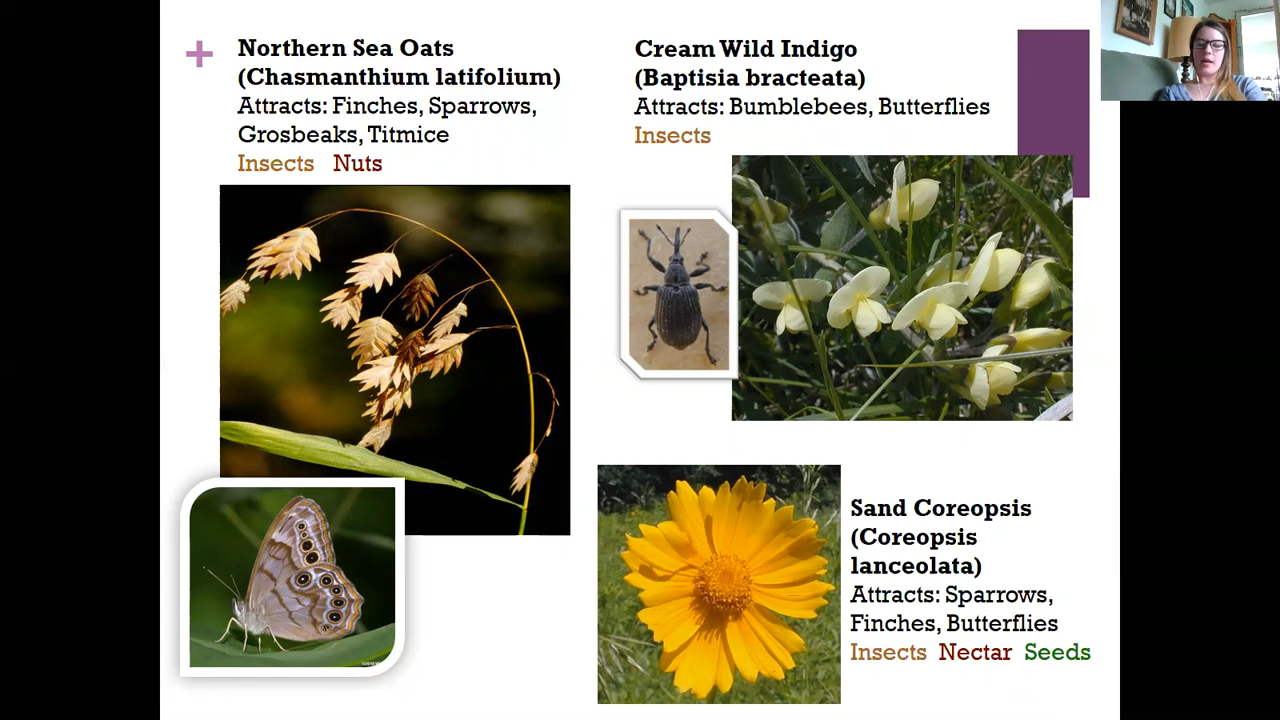 Northern Sea Oats
(Chasmanthium latifolium)
Attracts: Finches, Sparrows,
Grosbeaks, Titmice
Insects Nuts
Cream Wild Indigo
(Baptisia bracteata)
Attracts: Bumblebees, Butterflies
Insects
Sand Coreopsis
(Coreopsis
lanceolata)
Attracts: Sparrows,
Finches, Butterflies
Insects Nectar Seeds